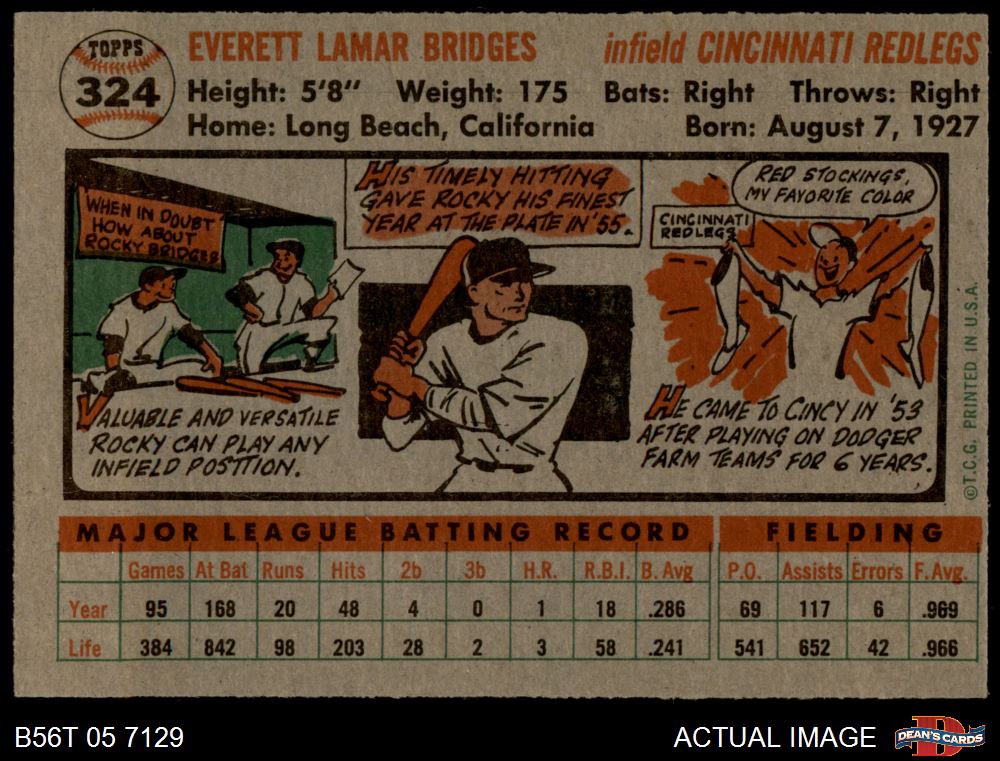 TOPPS
324
EVERETT LAMAR BRIDGES
infield CINCINNATI REDLEGS
Height: 5'8" Weight: 175 Bats: Right Throws: Right
Home: Long Beach, California Born: August 7, 1927
WHEN IN DOUBT
HOW ABOUT
ROCKY BRIDGES
VALUABLE AND VERSATILE
ROCKY CAN PLAY ANY
INFIELD POSITION.
HIS TIMELY HITTING
GAVE ROCKY HIS FINEST
YEAR AT THE PLATE IN '55.
RED STOCKINGS,
MY FAVORITE COLOR
CINCINNATI
REDLEGS
HE CAME TO CINCY IN '53
AFTER PLAYING ON DODGER
FARM TEAMS FOR 6 YEARS.
©T.C.G. PRINTED IN U.S.A.
MAJOR LEAGUE BATTING RECORD FIELDING
Games At Bat Runs Hits 2b 3b H.R. R.B.I. B. Avg P.O. Assists Errors F. Avg.
Year 95 168 20 48 4 0 1 18 .286 69 117 6 .969
Life 384 842 98 203 28 2 3 58 .241 541 652 42 .966
B56T 05 7129
ACTUAL IMAGE
DEAN'S CARDS